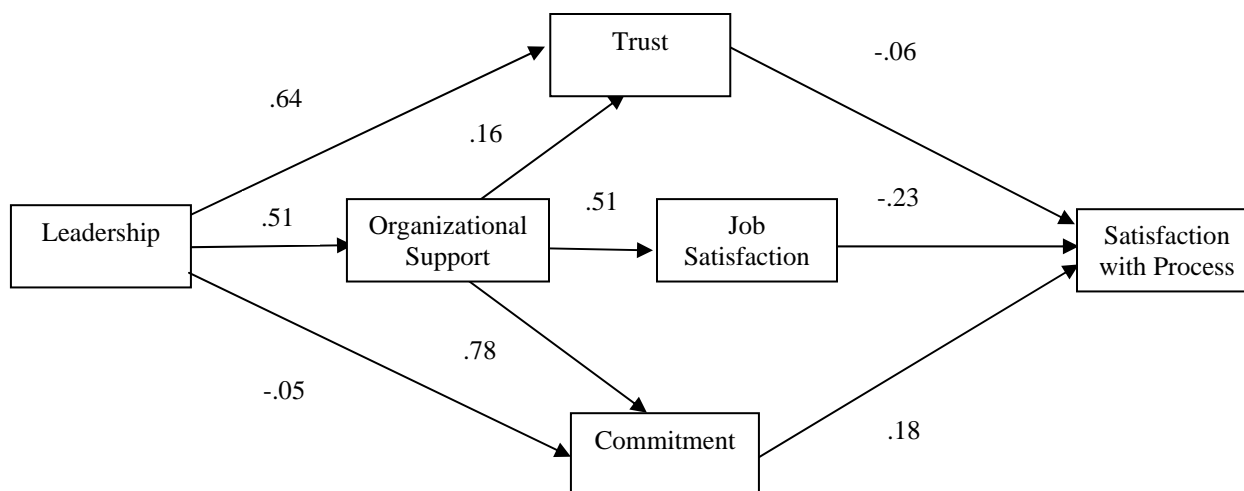 Trust
-.06
.64
.16
Leadership
.51
Organizational
Support
.51
Job
Satisfaction
-.23
Satisfaction
with Process
.78
-.05
Commitment
.18